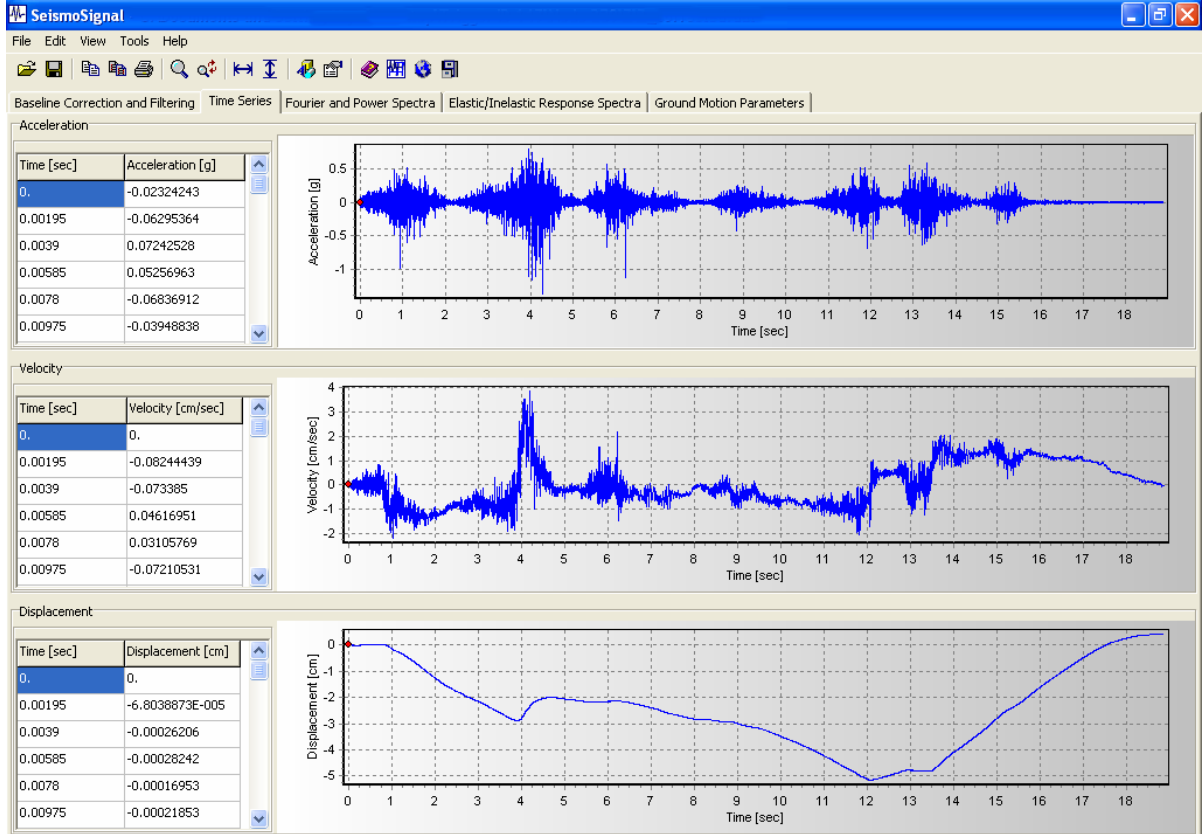 SeismoSignal
File Edit View Tools Help
Baseline Correction and Filtering Time Series Fourier and Power Spectra Elastic/Inelastic Response Spectra Ground Motion Parameters
Acceleration
Time [sec] Acceleration [g]
0. -0.02324243
0.00195 -0.06295364
0.0039 0.07242528
0.00585 0.05256963
0.0078 -0.06836912
0.00975 -0.03948838
Acceleration [g]
0.5
0
-0.5
-1
0 1 2 3 4 5 6 7 8 9 10 11 12 13 14 15 16 17 18
Time [sec]
Velocity
Time [sec] Velocity [cm/sec]
0. 0.
0.00195 -0.08244439
0.0039 -0.073385
0.00585 0.04616951
0.0078 0.03105769
0.00975 -0.07210531
Velocity [cm/sec]
4
3
2
1
0
-1
-2
0 1 2 3 4 5 6 7 8 9 10 11 12 13 14 15 16 17 18
Time [sec]
Displacement
Time [sec] Displacement [cm]
0. 0.
0.00195 -6.8038873E-005
0.0039 -0.00026206
0.00585 -0.00028242
0.0078 -0.00016953
0.00975 -0.00021853
Displacement [cm]
0
-1
-2
-3
-4
-5
0 1 2 3 4 5 6 7 8 9 10 11 12 13 14 15 16 17 18
Time [sec]